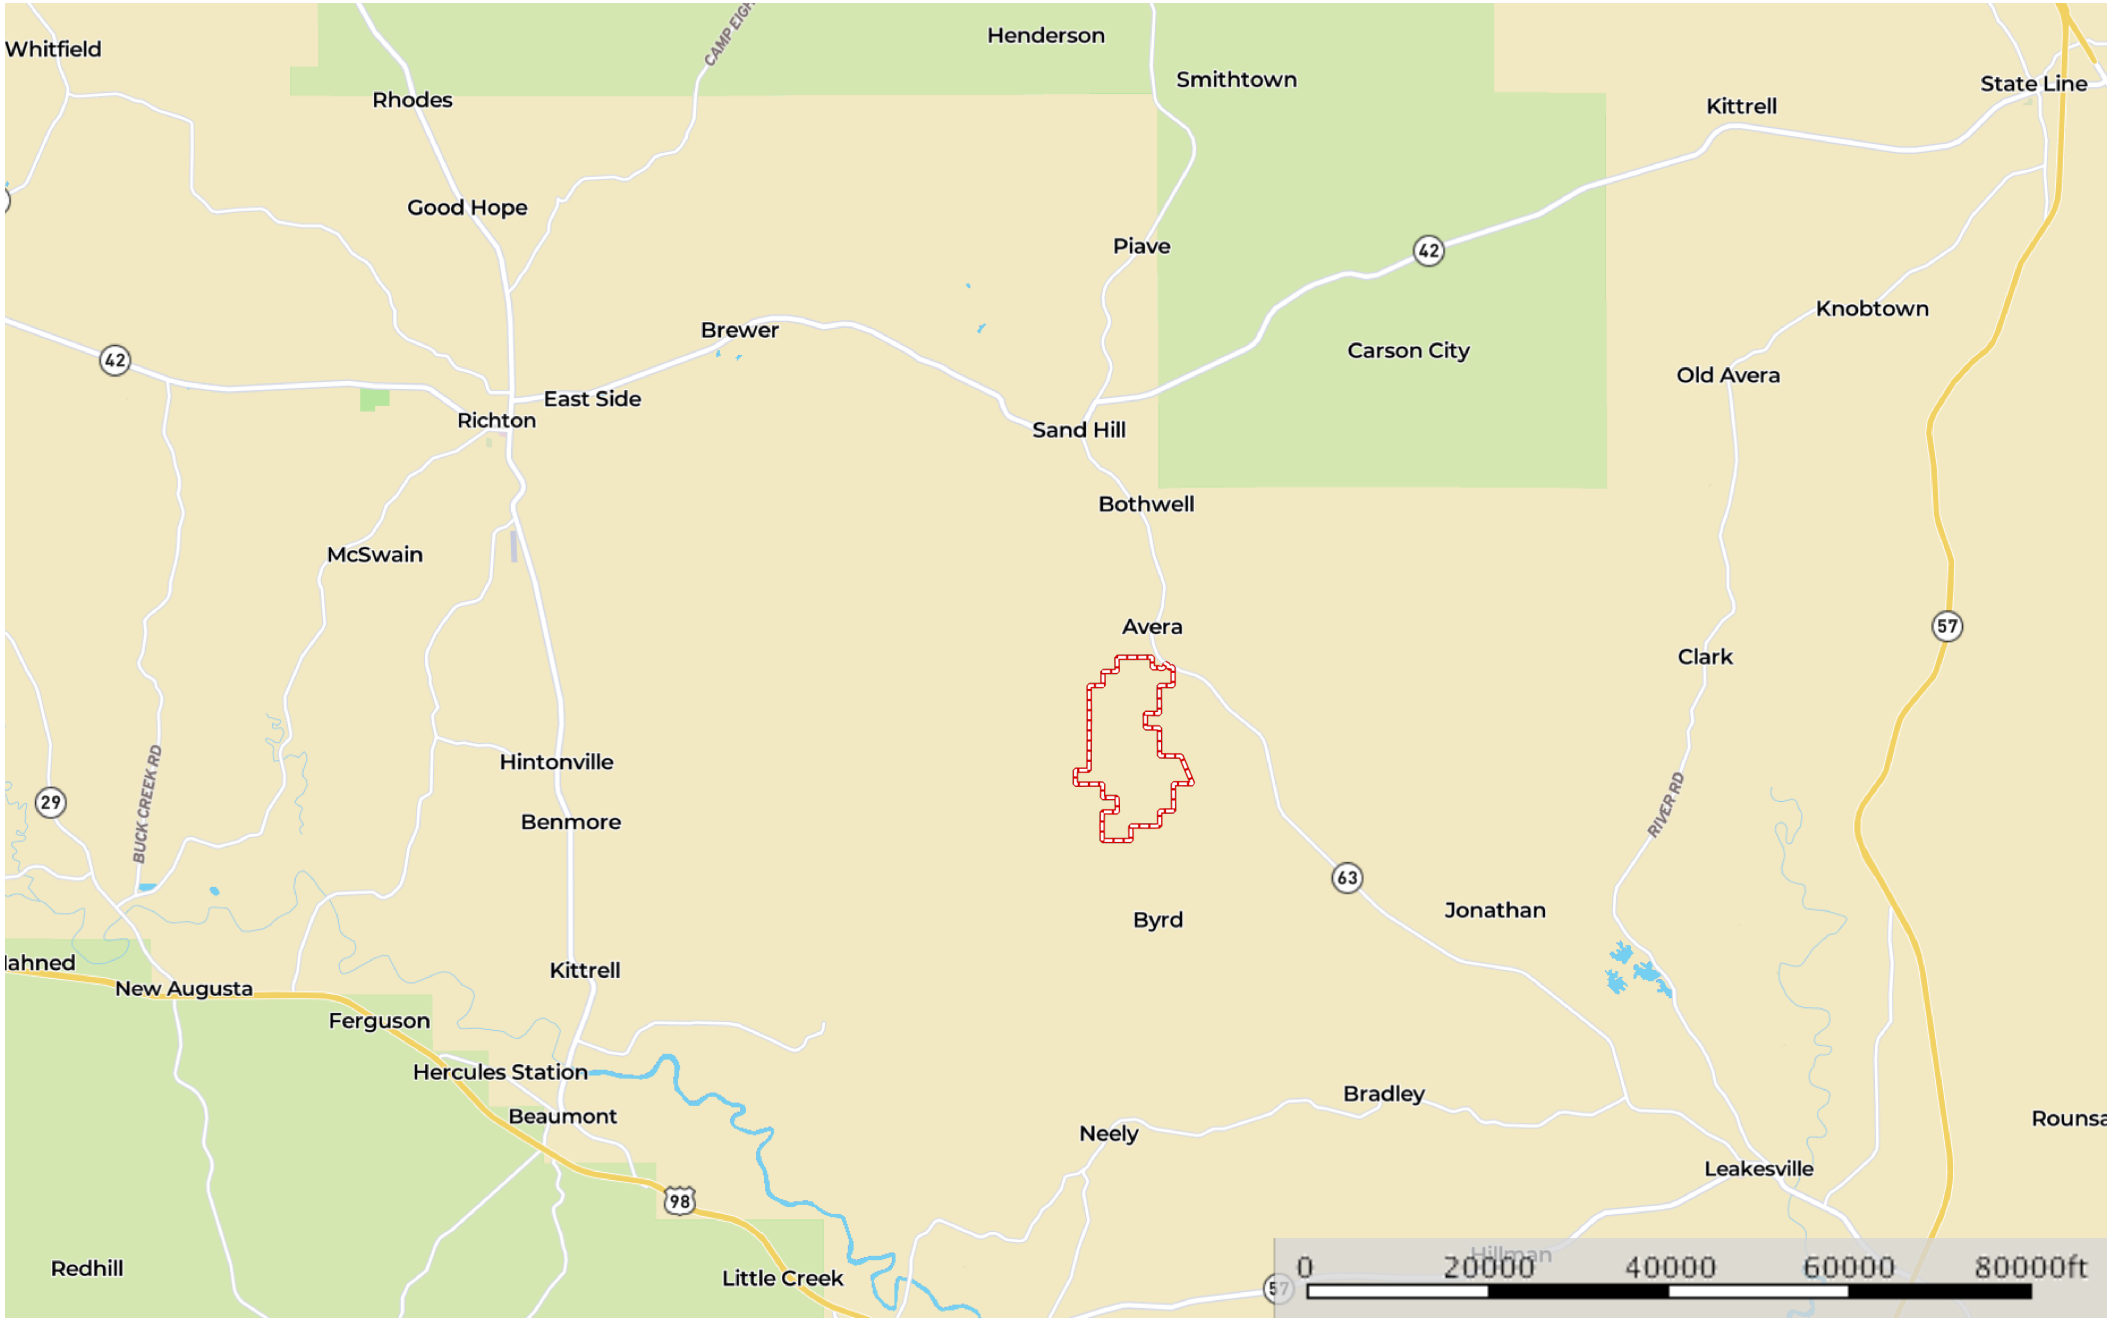 Whitfield
CAMP EIGH
Henderson
Smithtown
State Line
Rhodes
Kittrell
Good Hope
Piave
42
Knobtown
Brewer
42
Carson City
Old Avera
East Side
Richton
Sand Hill
Bothwell
McSwain
Avera
57
Clark
Hintonville
BUCK CREEK RD
29
RIVER RD
Benmore
63
Jonathan
Byrd
lahned
Kittrell
New Augusta
Ferguson
Hercules Station
Bradley
Beaumont
Rounsa
Neely
Leakesville
98
Hillman
Redhill
Little Creek
57
0 20000 40000 60000 80000ft